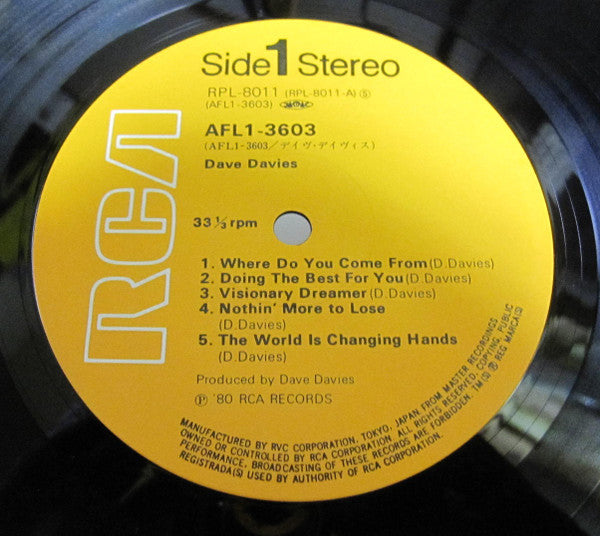 Side 1 Stereo
RPL-8011 (RPL-8011-A) Ⓢ
(AFL1-3603)
AFL1-3603
(AFL1-3603/デイヴ・デイヴィス)
Dave Davies
RCA
33 1/3 rpm
1. Where Do You Come From (D.Davies)
2. Doing The Best For You (D.Davies)
3. Visionary Dreamer (D.Davies)
4. Nothin' More to Lose
(D.Davies)
5. The World Is Changing Hands
(D.Davies)
Produced by Dave Davies
℗ '80 RCA RECORDS
MANUFACTURED BY RVC CORPORATION, TOKYO, JAPAN FROM MASTER RECORDINGS
OWNED OR CONTROLLED BY RCA CORPORATION. ALL RIGHTS RESERVED. COPYING, PUBLIC
PERFORMANCE, BROADCASTING OF THESE RECORDS ARE FORBIDDEN. TM(S) ® REG MARCA(S)
REGISTRADA(S) USED BY AUTHORITY OF RCA CORPORATION.